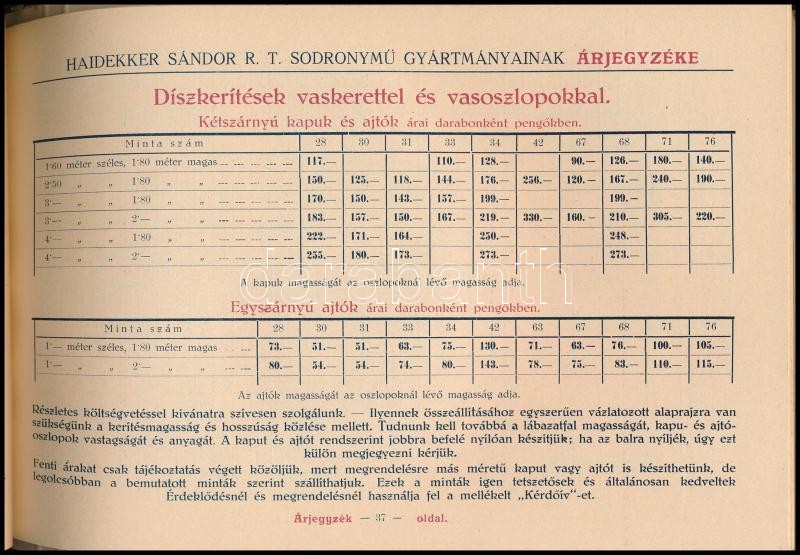 HAIDEKKER SÁNDOR R. T. SODRONYMŰ GYÁRTMÁNYAINAK ÁRJEGYZÉKE
Díszkerítések vaskerettel és vasoszlopokkal.
Kétszárnyú kapuk és ajtók árai darabonként pengőkben.
Minta szám 28 30 31 33 34 42 67 68 71 76
1·60 méter széles, 1·80 méter magas 117.— 110.— 128.— 90.— 126.— 180.— 140.—
2·50 „ „ 1·80 „ „ 150.— 125.— 118.— 144.— 176.— 256.— 120.— 167.— 240.— 190.—
3·— „ „ 1·80 „ „ 170.— 150.— 143.— 157.— 199.— 199.—
3·— „ „ 2·— „ „ 183.— 157.— 150.— 167.— 219.— 330.— 160.— 210.— 305.— 220.—
4·— „ „ 1·80 „ „ 222.— 171.— 164.— 250.— 248.—
4·— „ „ 2·— „ „ 255.— 180.— 173.— 273.— 273.—
A kapuk magasságát az oszlopoknál lévő magasság adja.
darabanth
Egyszárnyú ajtók árai darabonként pengőkben.
Minta szám 28 30 31 33 34 42 63 67 68 71 76
1·— méter széles, 1·80 méter magas 73.— 51.— 51.— 63.— 75.— 130.— 71.— 63.— 76.— 100.— 105.—
1·— „ „ 2·— „ „ 80.— 54.— 54.— 74.— 80.— 143.— 78.— 75.— 83.— 110.— 115.—
Az ajtók magasságát az oszlopoknál lévő magasság adja.
Részletes költségvetéssel kívánatra szívesen szolgálunk. — Ilyennek összeállításához egyszerűen vázlatozott alaprajzra van
szükségünk a kerítésmagasság és hosszúság közlése mellett. Tudnunk kell továbbá a lábazatfal magasságát, kapu- és ajtó-
oszlopok vastagságát és anyagát. A kaput és ajtót rendszerint jobbra befelé nyílóan készítjük; ha az balra nyíljék, úgy ezt
külön megjegyezni kérjük.
Fenti árakat csak tájékoztatás végett közöljük, mert megrendelésre más méretű kaput vagy ajtót is készíthetünk, de
legolcsóbban a bemutatott minták szerint szállíthatjuk. Ezek a minták igen tetszetősek és általánosan kedveltek
Érdeklődésnél és megrendelésnél használja fel a mellékelt „Kérdőív"-et.
Árjegyzék — 37 — oldal.